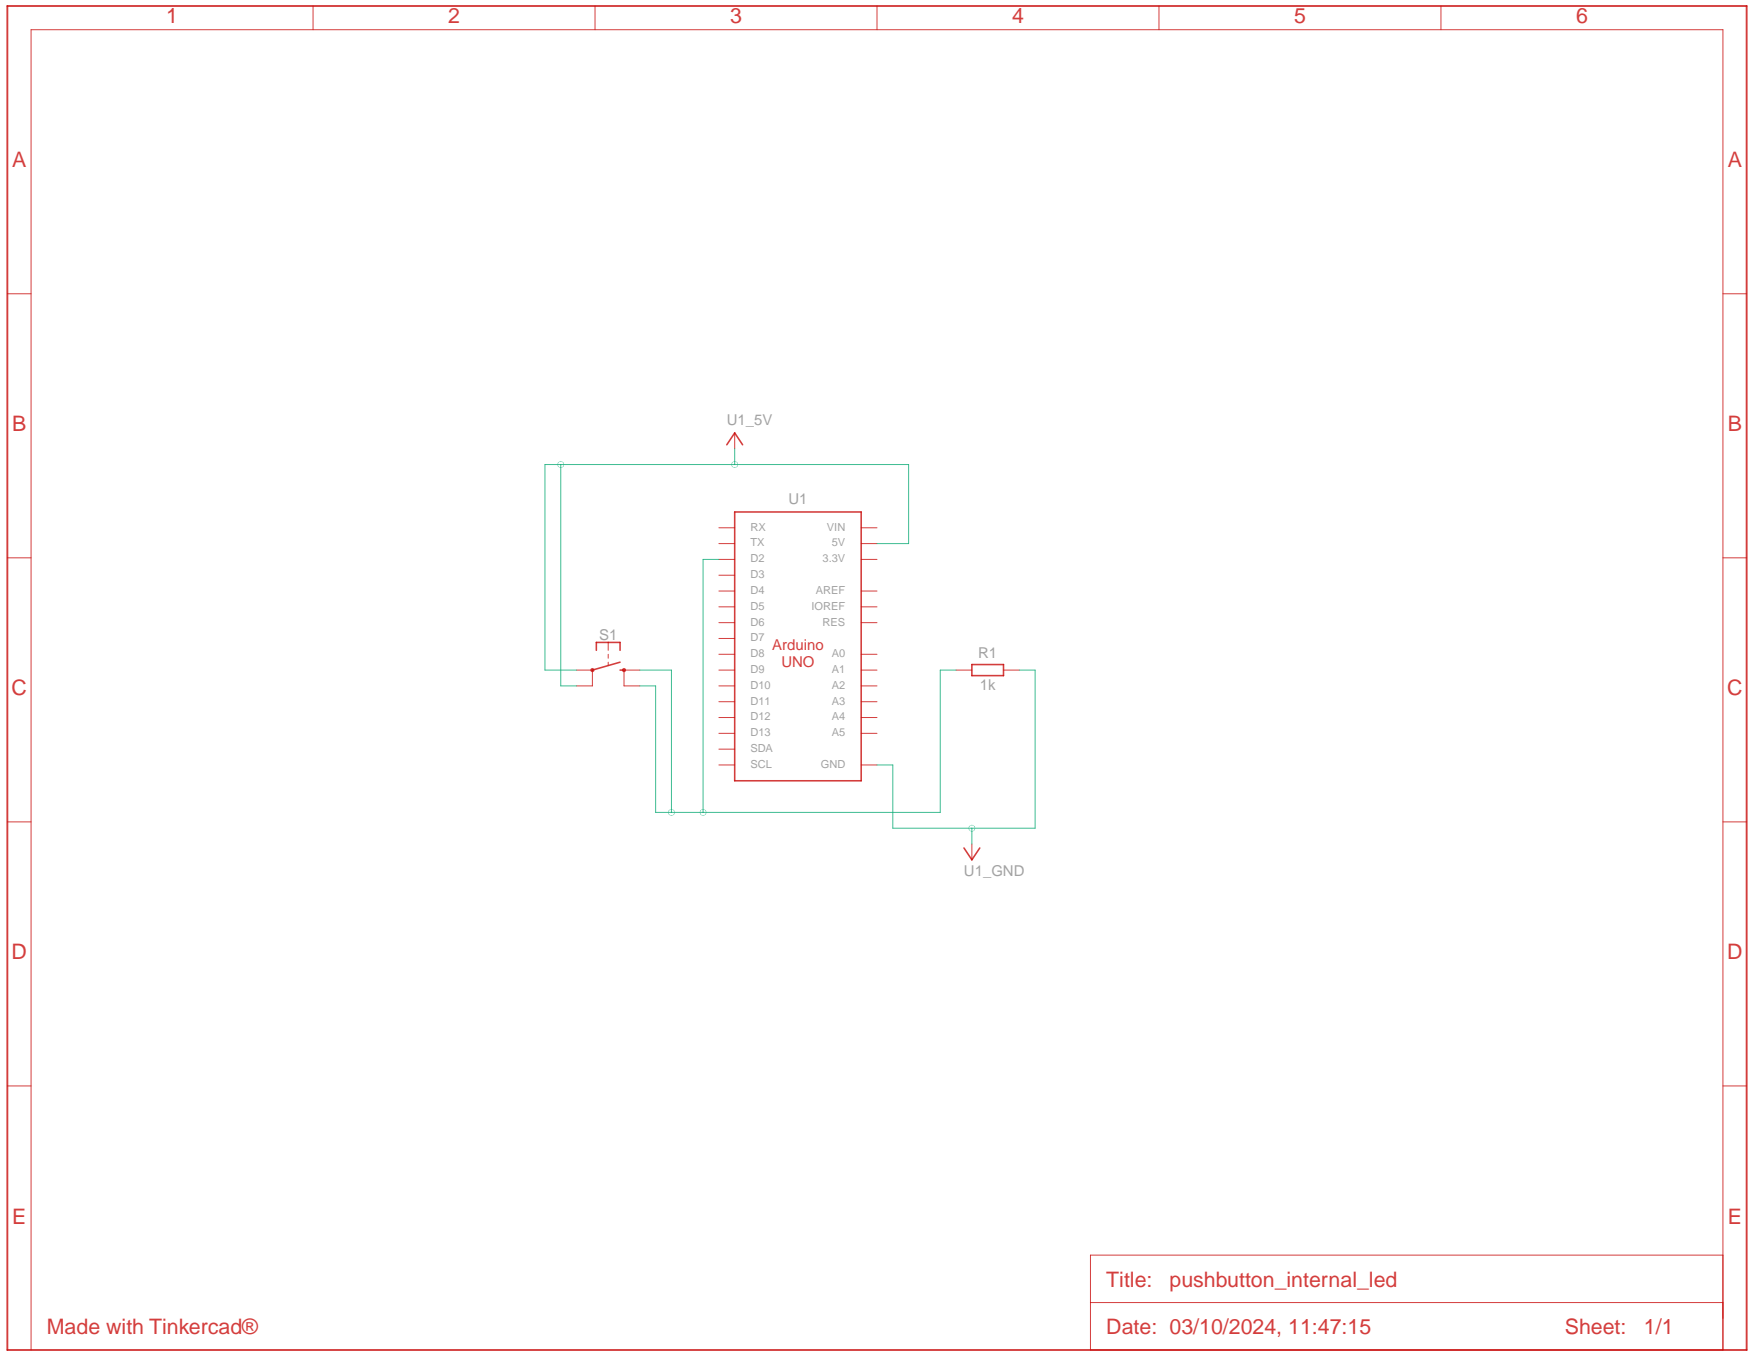 1 2 3 4 5 6
A A
B B
U1_5V
U1
RX VIN
TX 5V
D2 3.3V
D3
D4 AREF
D5 IOREF
D6 RES
S1
D7
Arduino
UNO
D8 A0
R1
D9 A1
D10 A2
1k
C C
D11 A3
D12 A4
D13 A5
SDA
SCL GND
U1_GND
D D
E E
Title: pushbutton_internal_led
Made with Tinkercad®
Date: 03/10/2024, 11:47:15 Sheet: 1/1